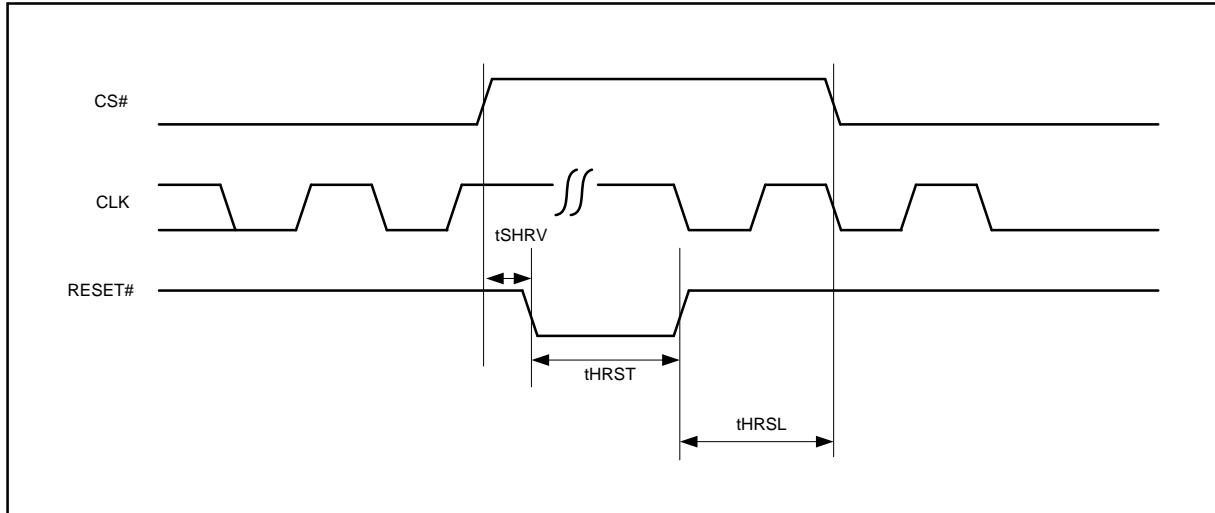 CS#
CLK
tSHRV
RESET#
tHRST
tHRSL